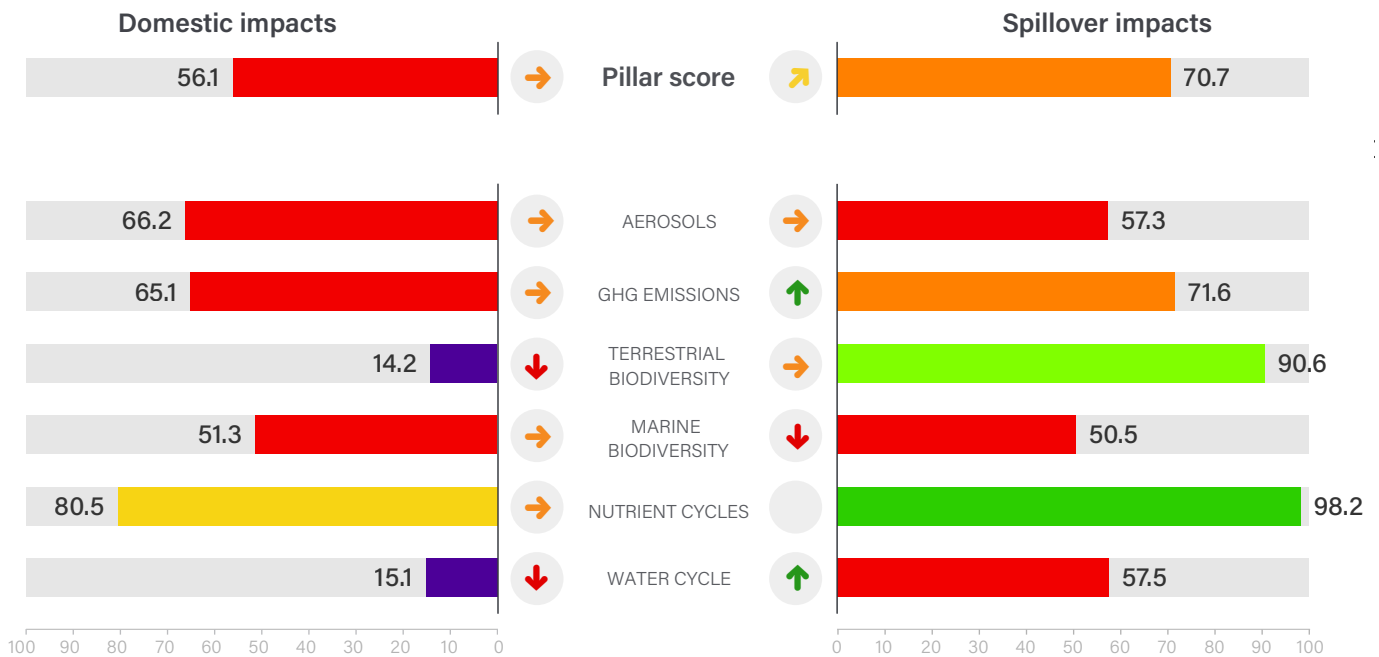 Domestic impacts
Spillover impacts
56.1
Pillar score
70.7
66.2
AEROSOLS
57.3
65.1
GHG EMISSIONS
71.6
14.2
TERRESTRIAL
BIODIVERSITY
90.6
51.3
MARINE
BIODIVERSITY
50.5
80.5
NUTRIENT CYCLES
98.2
15.1
WATER CYCLE
57.5
100 90 80 70 60 50 40 30 20 10 0
0 10 20 30 40 50 60 70 80 90 100